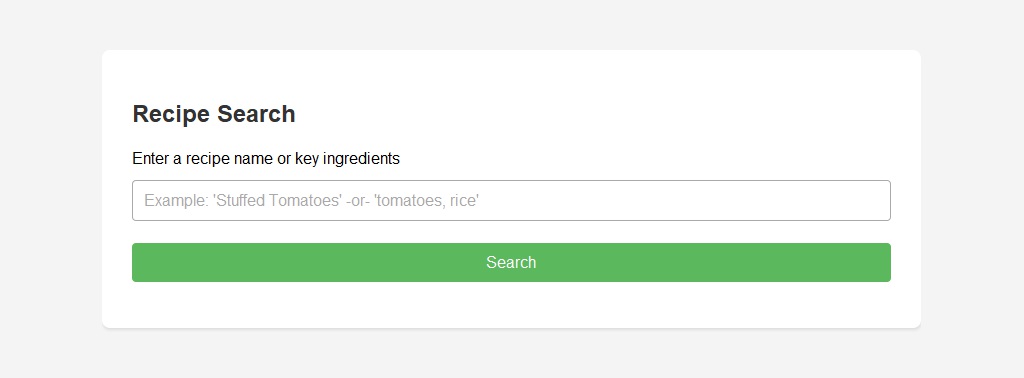 Recipe Search
Enter a recipe name or key ingredients
Example: 'Stuffed Tomatoes' -or- 'tomatoes, rice'
Search